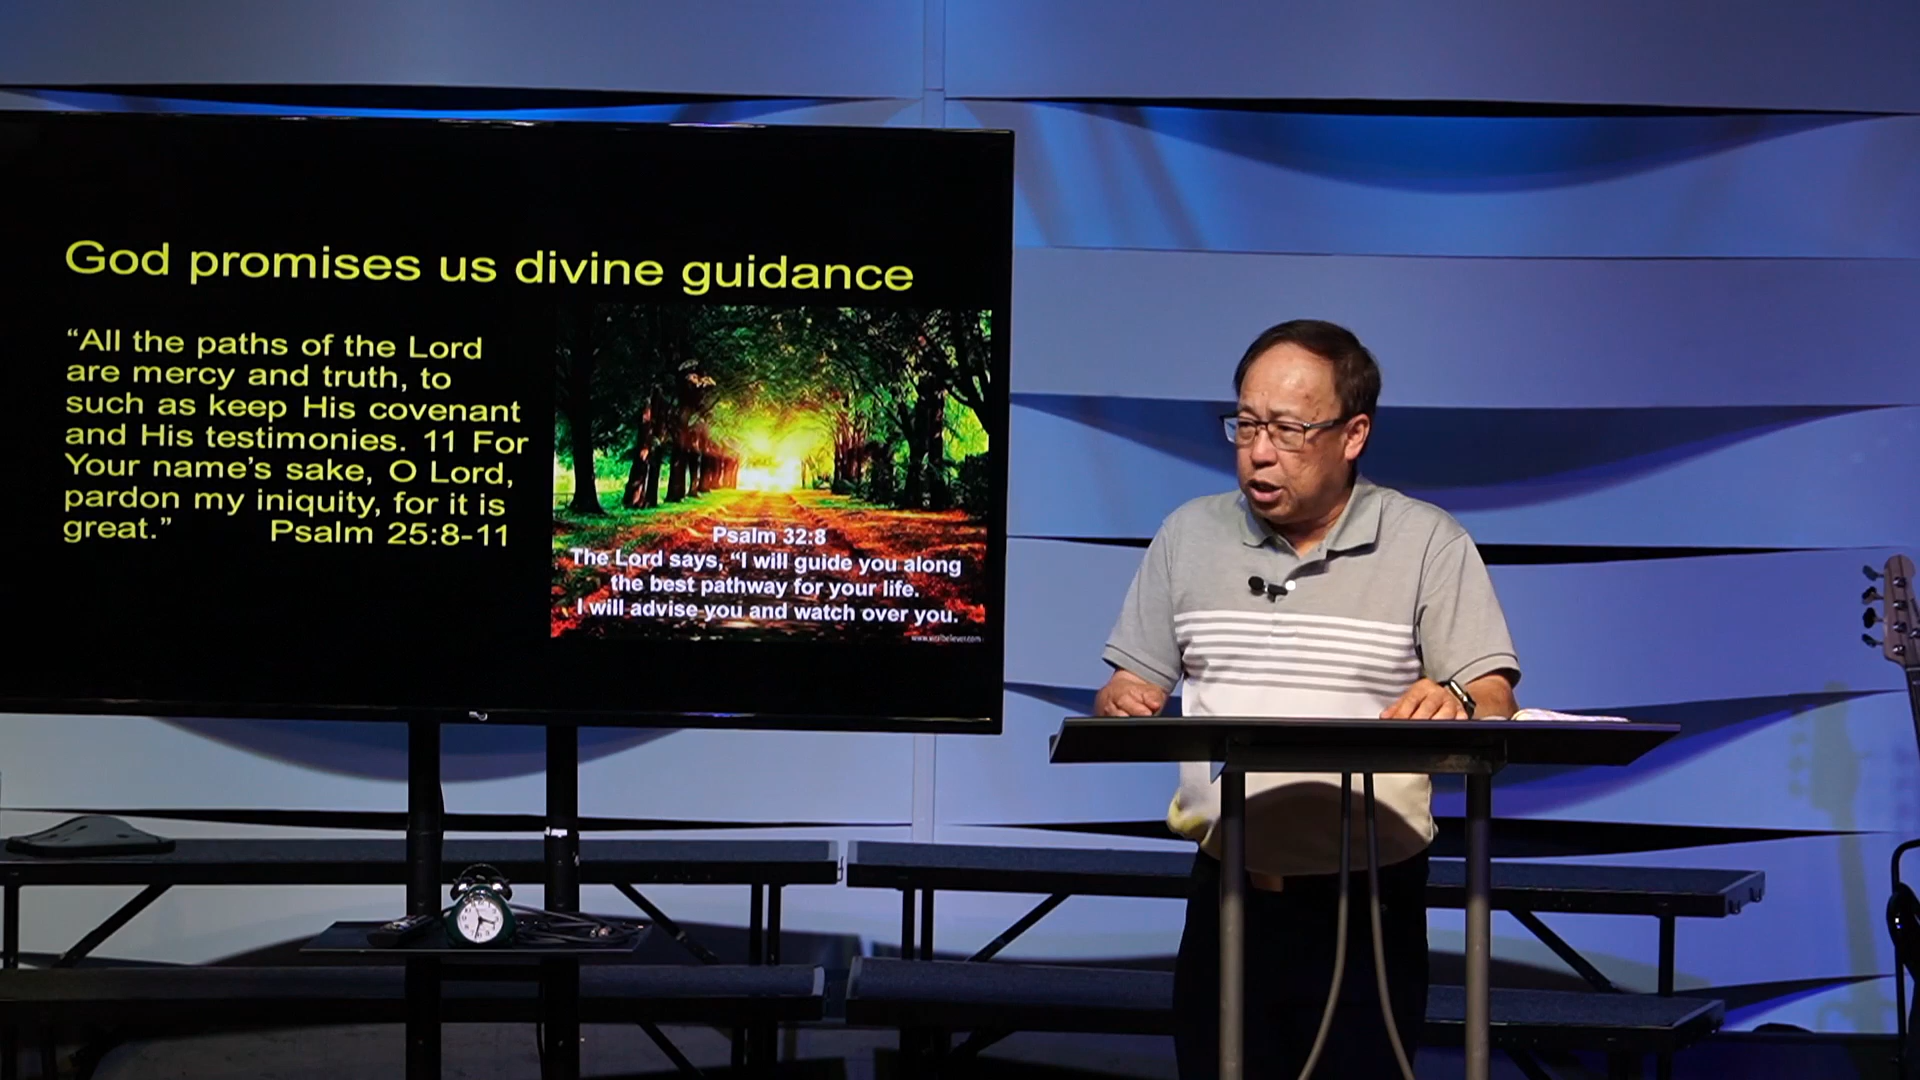 God promises us divine guidance
“All the paths of the Lord
are mercy and truth, to
such as keep His covenant
and His testimonies. 11 For
Your name’s sake, O Lord,
pardon my iniquity, for it is
great.” Psalm 25:8-11
Psalm 32:8
The Lord says, “I will guide you along
the best pathway for your life.
I will advise you and watch over you.